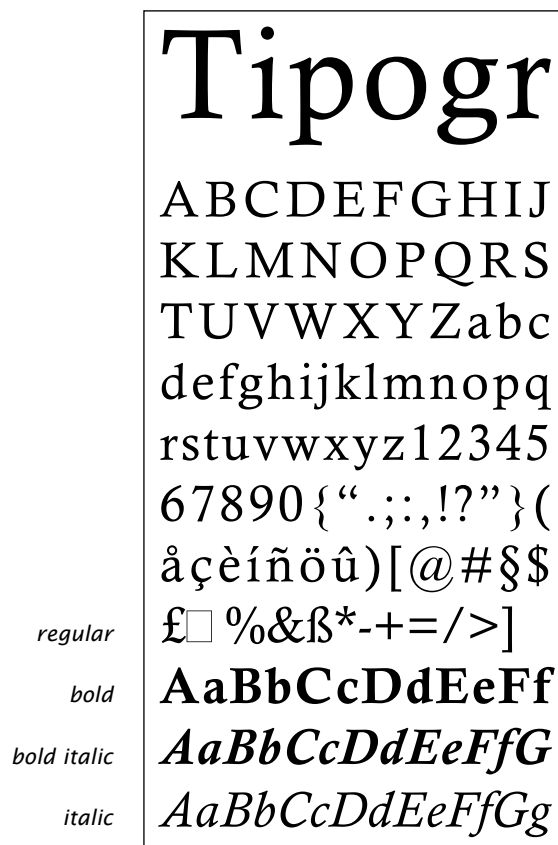 Tipogr
ABCDEFGHIJ
KLMNOPQRS
TUVWXYZabc
defghijklmnopq
rstuvwxyz12345
67890{“.;:,!?”}(
åçèíñöû)[@#§$
regular £□%&ß*-+=/>]
bold AaBbCcDdEeFf
bold italic AaBbCcDdEeFfG
italic AaBbCcDdEeFfGg